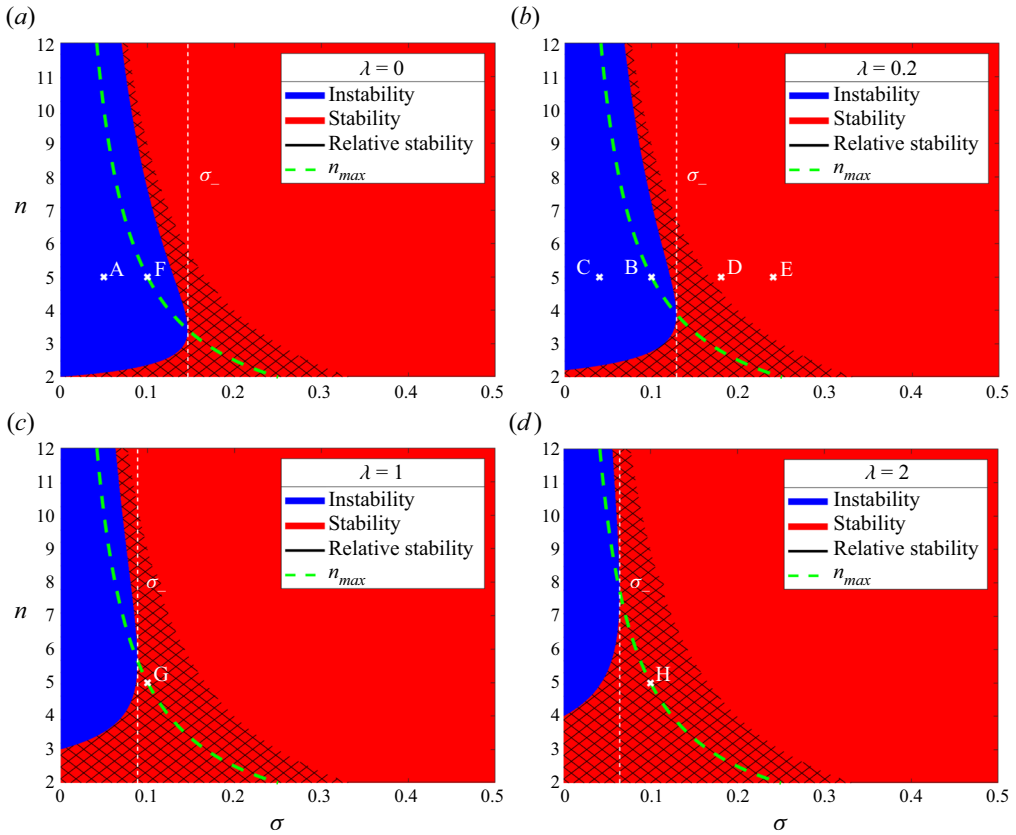 (a)
12
11
10
9
8
7
6
5
4
3
2
n
0
0.1
0.2
0.3
0.4
0.5
λ = 0
Instability
Stability
Relative stability
n_max
σ_
A
F
(b)
12
11
10
9
8
7
6
5
4
3
2
0
0.1
0.2
0.3
0.4
0.5
λ = 0.2
Instability
Stability
Relative stability
n_max
σ_
C
B
D
E
(c)
12
11
10
9
8
7
6
5
4
3
2
n
0
0.1
0.2
0.3
0.4
0.5
σ
λ = 1
Instability
Stability
Relative stability
n_max
σ_
G
(d)
12
11
10
9
8
7
6
5
4
3
2
0
0.1
0.2
0.3
0.4
0.5
σ
λ = 2
Instability
Stability
Relative stability
n_max
σ_
H